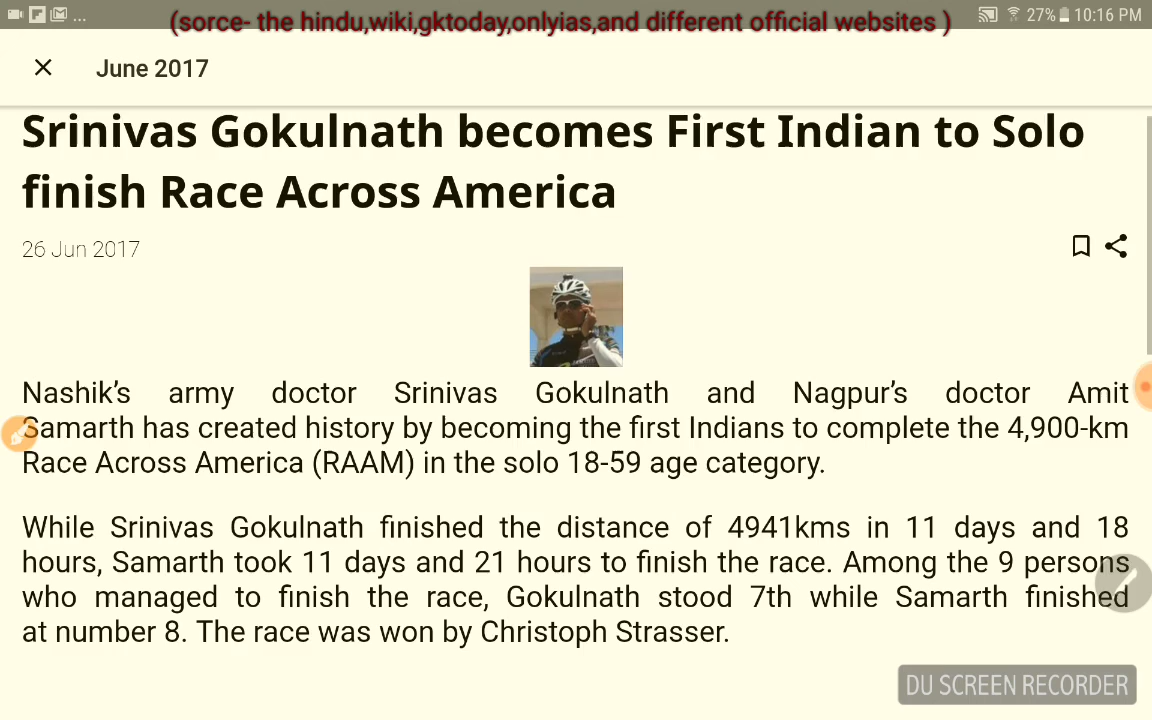 (sorce- the hindu,wiki,gktoday,onlyias,and different official websites )
... 27% 10:16 PM
June 2017
Srinivas Gokulnath becomes First Indian to Solo
finish Race Across America
26 Jun 2017
Nashik’s army doctor Srinivas Gokulnath and Nagpur’s doctor Amit
Samarth has created history by becoming the first Indians to complete the 4,900-km
Race Across America (RAAM) in the solo 18-59 age category.
While Srinivas Gokulnath finished the distance of 4941kms in 11 days and 18
hours, Samarth took 11 days and 21 hours to finish the race. Among the 9 persons
who managed to finish the race, Gokulnath stood 7th while Samarth finished
at number 8. The race was won by Christoph Strasser.
DU SCREEN RECORDER